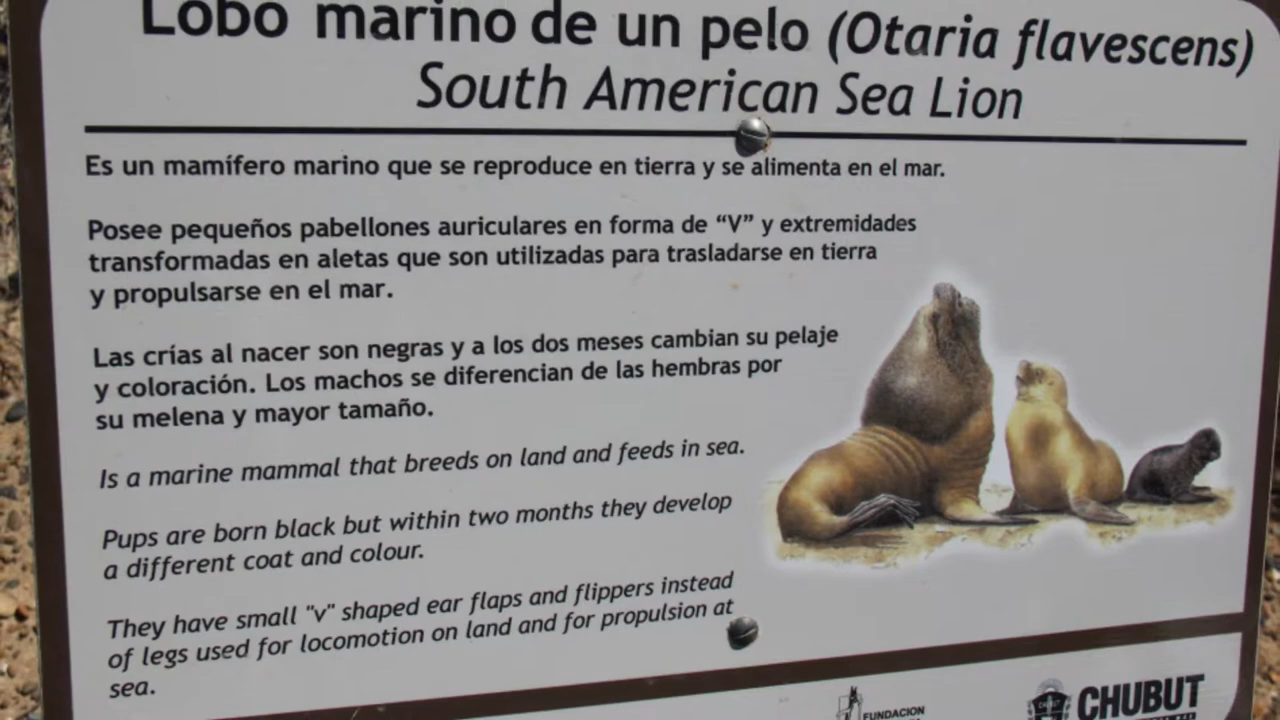 Lobo marino de un pelo (Otaria flavescens)
South American Sea Lion
Es un mamífero marino que se reproduce en tierra y se alimenta en el mar.
Posee pequeños pabellones auriculares en forma de “V” y extremidades
transformadas en aletas que son utilizadas para trasladarse en tierra
y propulsarse en el mar.
Las crías al nacer son negras y a los dos meses cambian su pelaje
y coloración. Los machos se diferencian de las hembras por
su melena y mayor tamaño.
Is a marine mammal that breeds on land and feeds in sea.
Pups are born black but within two months they develop
a different coat and colour.
They have small "v" shaped ear flaps and flippers instead
of legs used for locomotion on land and for propulsion at
sea.
FUNDACION
CHUBUT